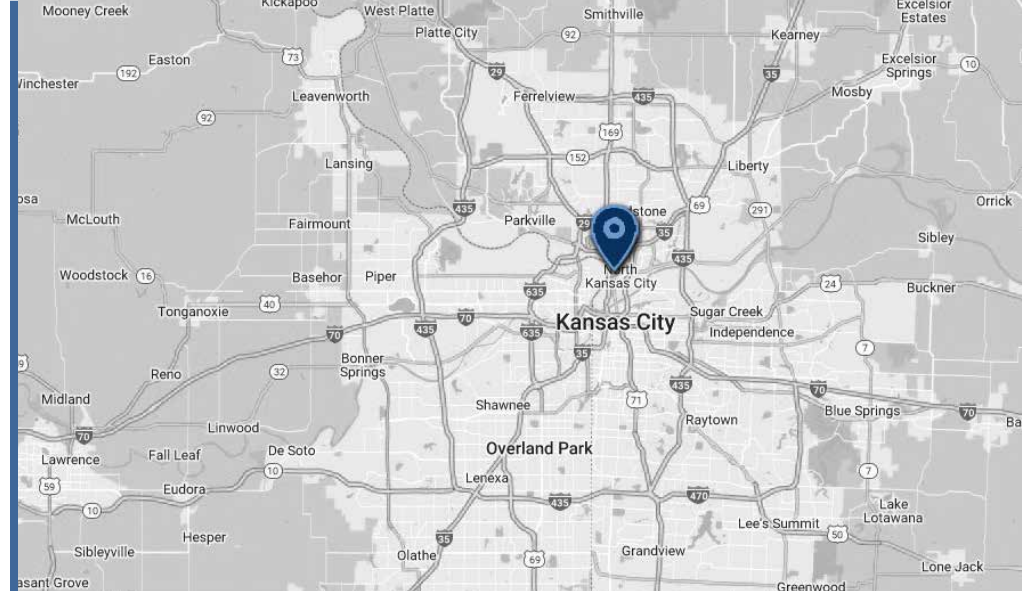 Kickapoo
Excelsior
Estates
Mooney Creek
West Platte
Smithville
Platte City
92
Kearney
73
Easton
192
29
35
Excelsior
Springs
10
Winchester
Leavenworth
Ferrelview
435
Mosby
92
169
152
Lansing
Liberty
435
69
291
Orrick
McLouth
Fairmount
Parkville
29
35
Sibley
Woodstock
16
Basehor
Piper
North
Kansas City
435
24
Buckner
Tonganoxie
40
635
70
Kansas City
Sugar Creek
Independence
70
435
635
35
7
Bonner
Springs
Reno
32
435
70
Midland
Shawnee
71
Blue Springs
70
Linwood
Raytown
70
Overland Park
Lawrence
Fall Leaf
De Soto
10
Lenexa
7
59
Eudora
435
470
10
Lake
Lotawana
Lee's Summit
50
Sibleyville
Hesper
35
Olathe
69
Grandview
Lone Jack
Greenwood